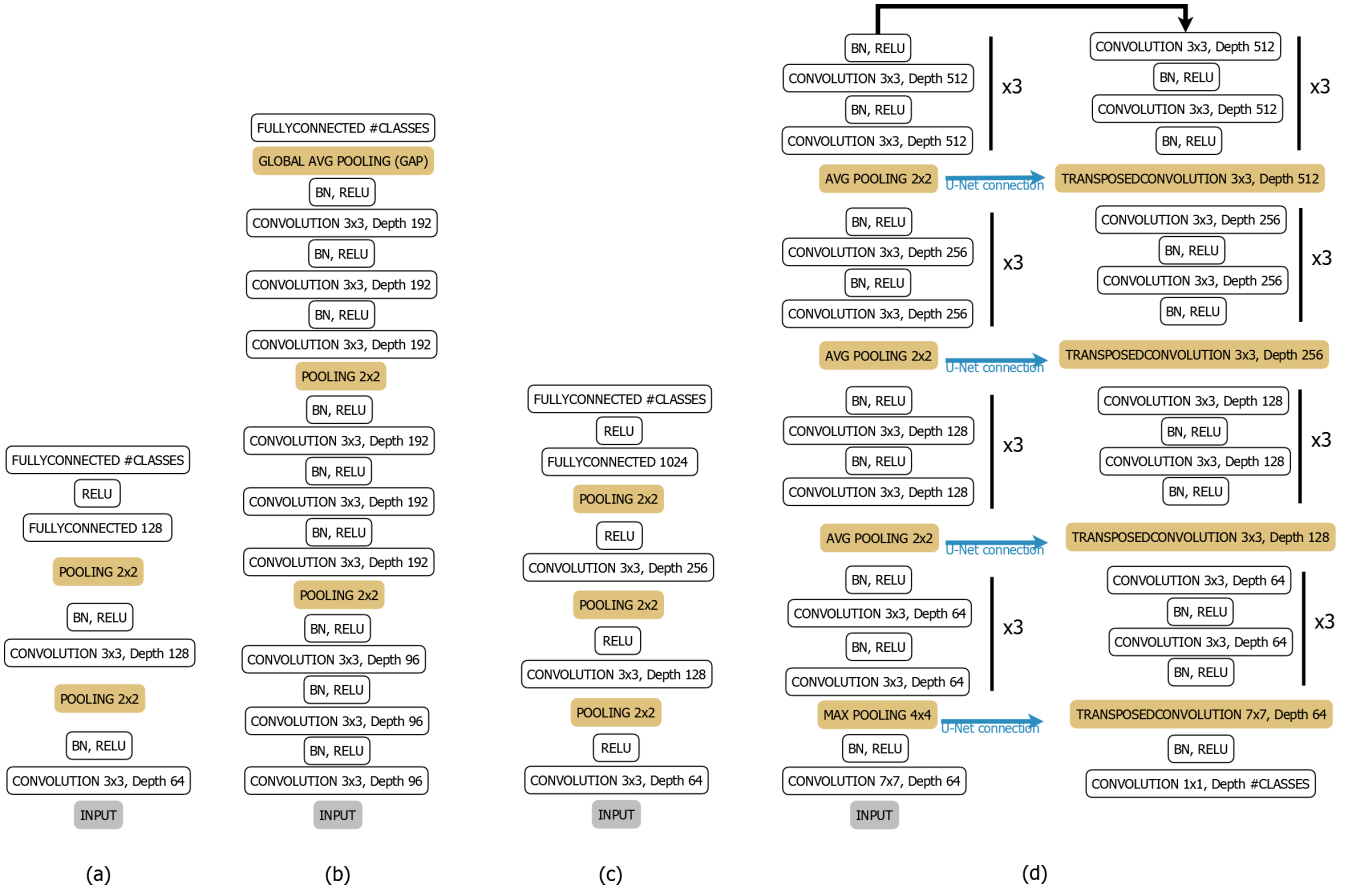 FULLYCONNECTED #CLASSES
RELU
FULLYCONNECTED 128
POOLING 2x2
BN, RELU
CONVOLUTION 3x3, Depth 128
POOLING 2x2
BN, RELU
CONVOLUTION 3x3, Depth 64
INPUT
(a)
FULLYCONNECTED #CLASSES
GLOBAL AVG POOLING (GAP)
BN, RELU
CONVOLUTION 3x3, Depth 192
BN, RELU
CONVOLUTION 3x3, Depth 192
BN, RELU
CONVOLUTION 3x3, Depth 192
POOLING 2x2
BN, RELU
CONVOLUTION 3x3, Depth 192
BN, RELU
CONVOLUTION 3x3, Depth 192
BN, RELU
CONVOLUTION 3x3, Depth 192
POOLING 2x2
BN, RELU
CONVOLUTION 3x3, Depth 96
BN, RELU
CONVOLUTION 3x3, Depth 96
BN, RELU
CONVOLUTION 3x3, Depth 96
INPUT
(b)
FULLYCONNECTED #CLASSES
RELU
FULLYCONNECTED 1024
POOLING 2x2
RELU
CONVOLUTION 3x3, Depth 256
POOLING 2x2
RELU
CONVOLUTION 3x3, Depth 128
POOLING 2x2
RELU
CONVOLUTION 3x3, Depth 64
INPUT
(c)
BN, RELU
CONVOLUTION 3x3, Depth 512
BN, RELU
CONVOLUTION 3x3, Depth 512
x3
AVG POOLING 2x2
U-Net connection
BN, RELU
CONVOLUTION 3x3, Depth 256
BN, RELU
CONVOLUTION 3x3, Depth 256
x3
AVG POOLING 2x2
U-Net connection
BN, RELU
CONVOLUTION 3x3, Depth 128
BN, RELU
CONVOLUTION 3x3, Depth 128
x3
AVG POOLING 2x2
U-Net connection
BN, RELU
CONVOLUTION 3x3, Depth 64
BN, RELU
CONVOLUTION 3x3, Depth 64
x3
MAX POOLING 4x4
U-Net connection
BN, RELU
CONVOLUTION 7x7, Depth 64
INPUT
CONVOLUTION 3x3, Depth 512
BN, RELU
CONVOLUTION 3x3, Depth 512
BN, RELU
x3
TRANSPOSEDCONVOLUTION 3x3, Depth 512
CONVOLUTION 3x3, Depth 256
BN, RELU
CONVOLUTION 3x3, Depth 256
BN, RELU
x3
TRANSPOSEDCONVOLUTION 3x3, Depth 256
CONVOLUTION 3x3, Depth 128
BN, RELU
CONVOLUTION 3x3, Depth 128
BN, RELU
x3
TRANSPOSEDCONVOLUTION 3x3, Depth 128
CONVOLUTION 3x3, Depth 64
BN, RELU
CONVOLUTION 3x3, Depth 64
BN, RELU
x3
TRANSPOSEDCONVOLUTION 7x7, Depth 64
BN, RELU
CONVOLUTION 1x1, Depth #CLASSES
(d)